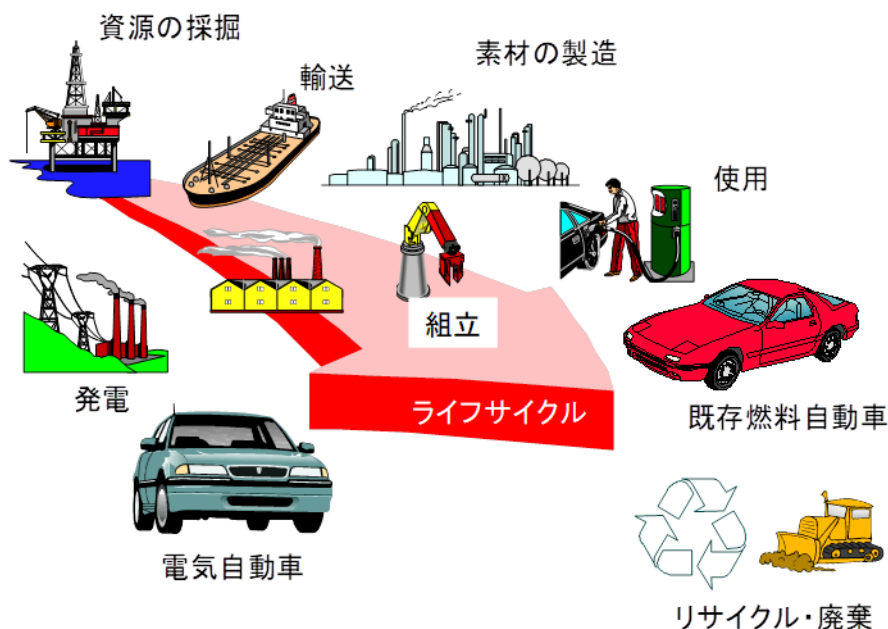 資源の採掘
輸送
素材の製造
使用
組立
発電
ライフサイクル
既存燃料自動車
電気自動車
リサイクル・廃棄